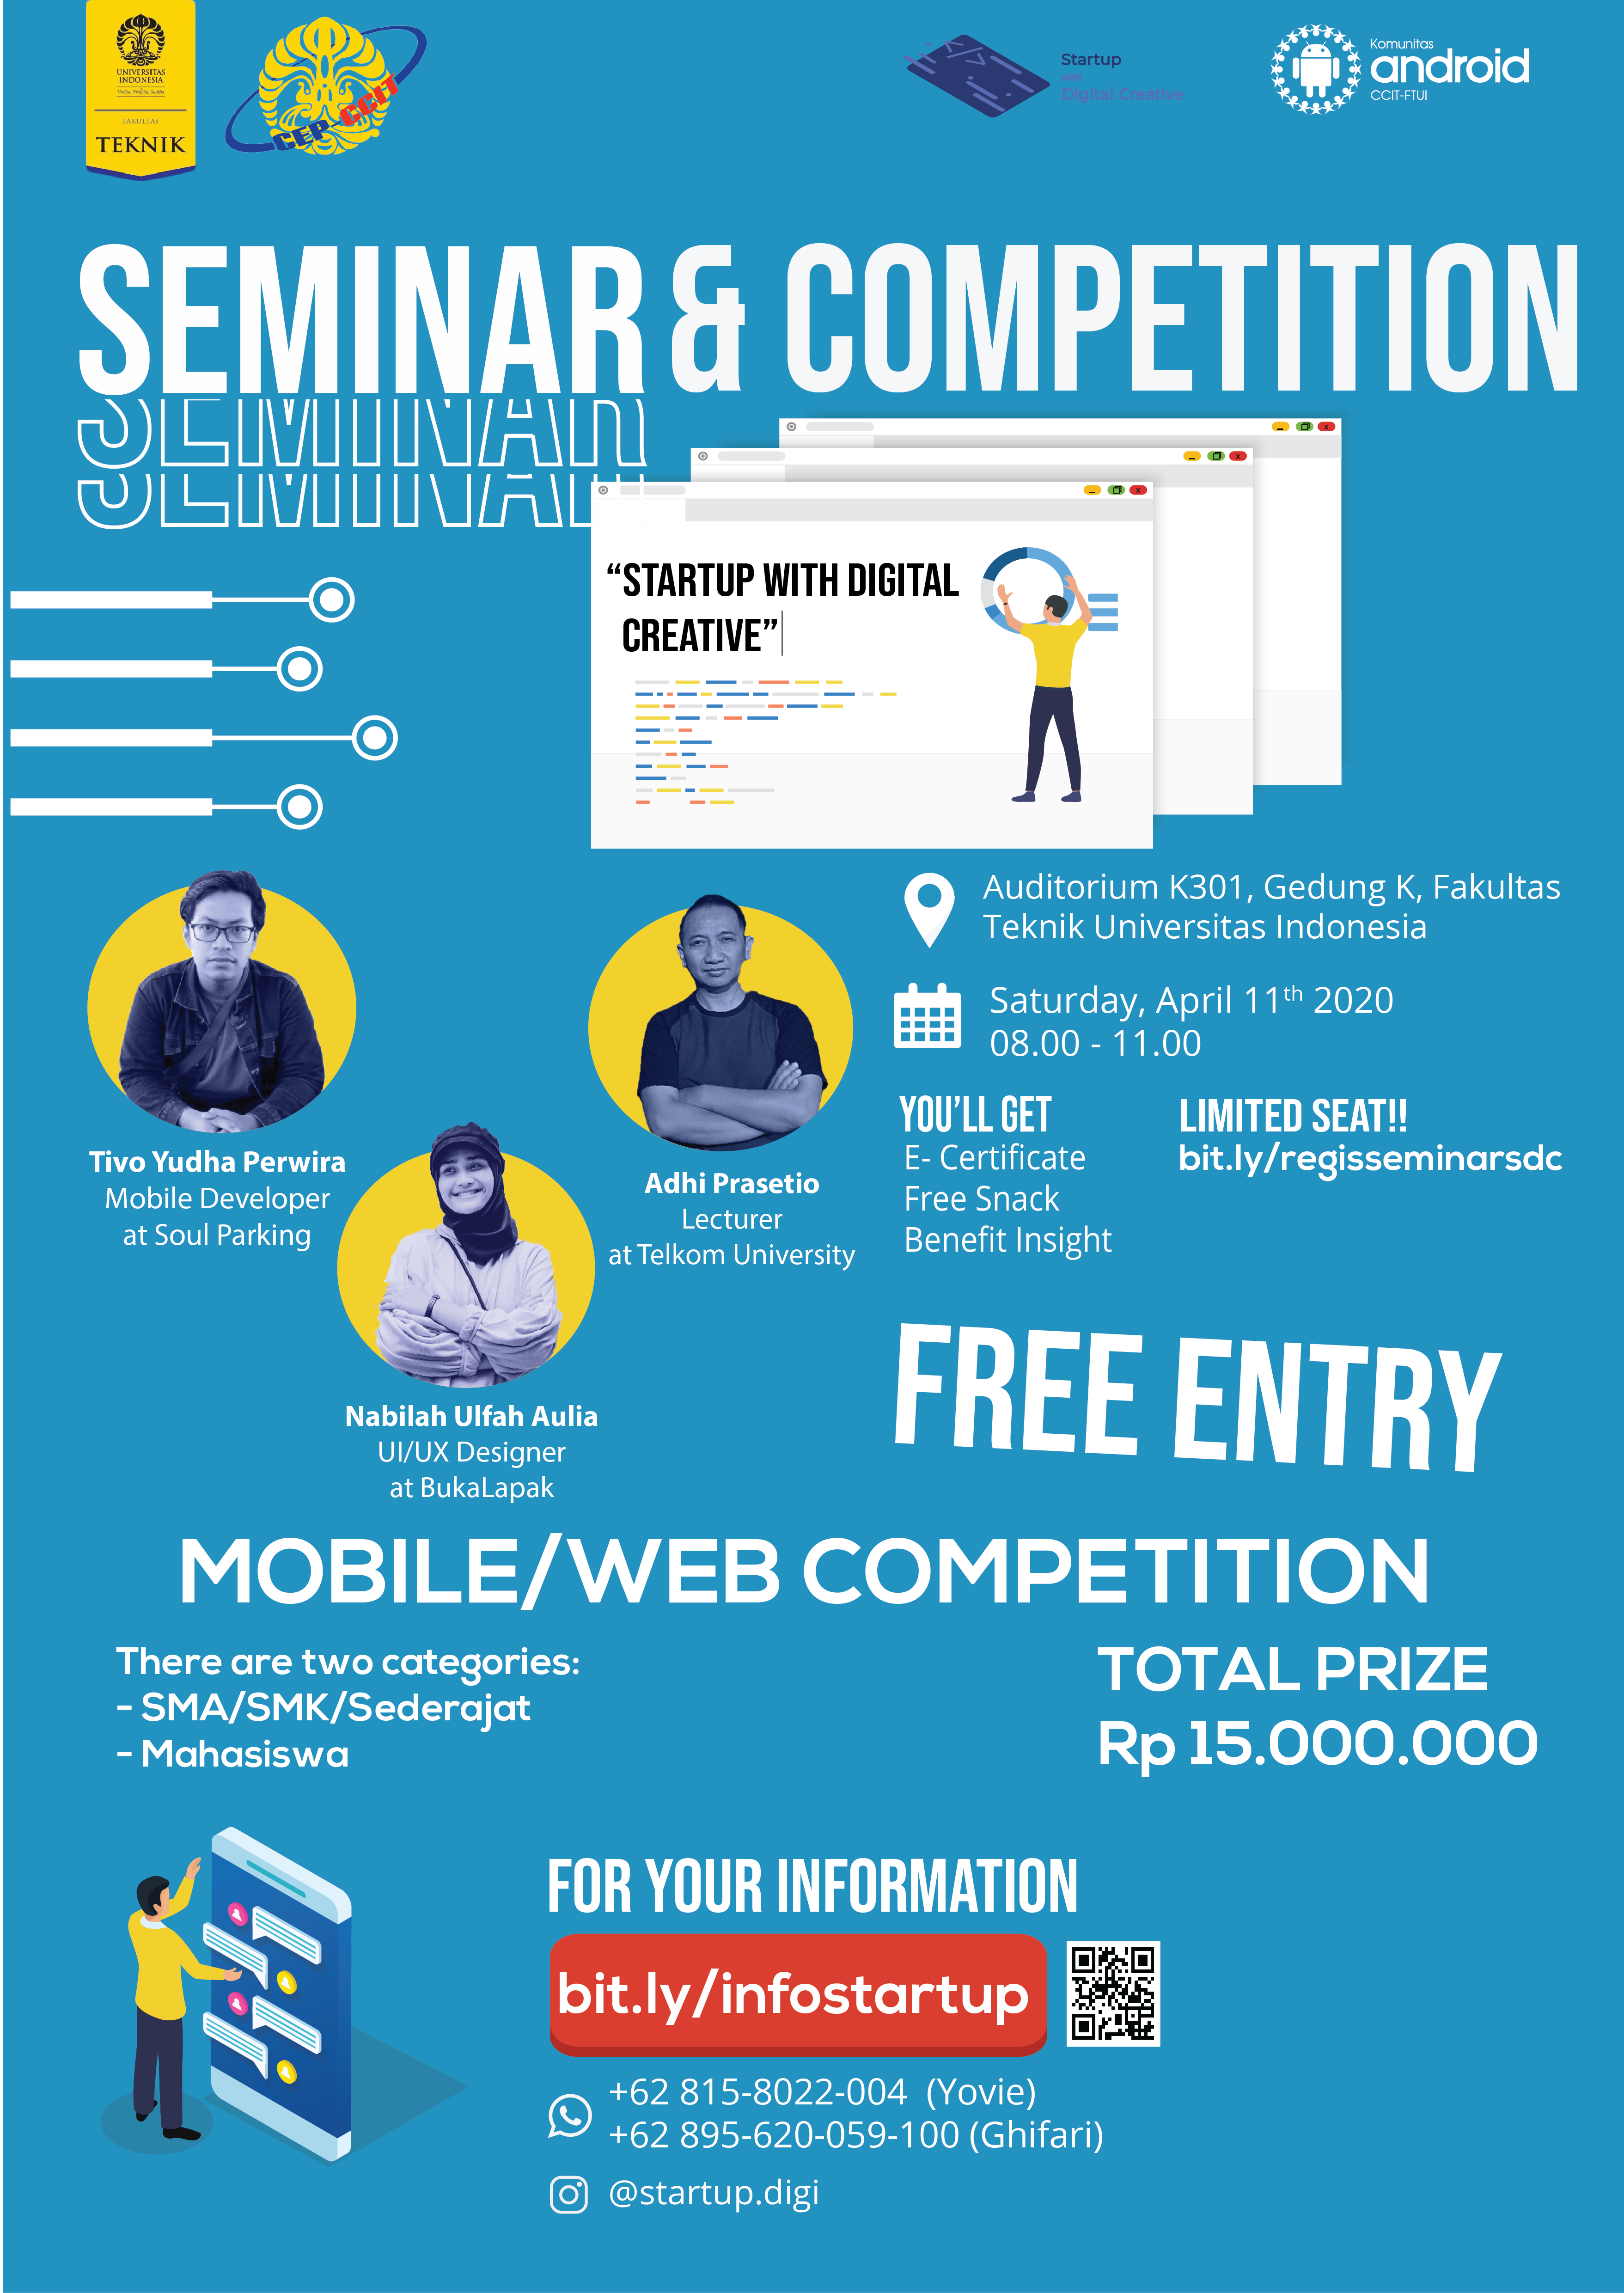 UNIVERSITAS
INDONESIA
Veritas, Probitas, Iustitia
FAKULTAS
TEKNIK
CEP-CCIT
Startup
with
Digital Creative
Komunitas
android
CCIT-FTUI
SEMINAR & COMPETITION
SEMINAR
SEMINAR
“STARTUP WITH DIGITAL
CREATIVE”
Auditorium K301, Gedung K, Fakultas
Teknik Universitas Indonesia
Saturday, April 11th 2020
08.00 - 11.00
YOU’LL GET
E- Certificate
Free Snack
Benefit Insight
LIMITED SEAT!!
bit.ly/regisseminarsdc
Tivo Yudha Perwira
Mobile Developer
at Soul Parking
Adhi Prasetio
Lecturer
at Telkom University
Nabilah Ulfah Aulia
UI/UX Designer
at BukaLapak
FREE ENTRY
MOBILE/WEB COMPETITION
There are two categories:
- SMA/SMK/Sederajat
- Mahasiswa
TOTAL PRIZE
Rp 15.000.000
FOR YOUR INFORMATION
bit.ly/infostartup
+62 815-8022-004 (Yovie)
+62 895-620-059-100 (Ghifari)
@startup.digi